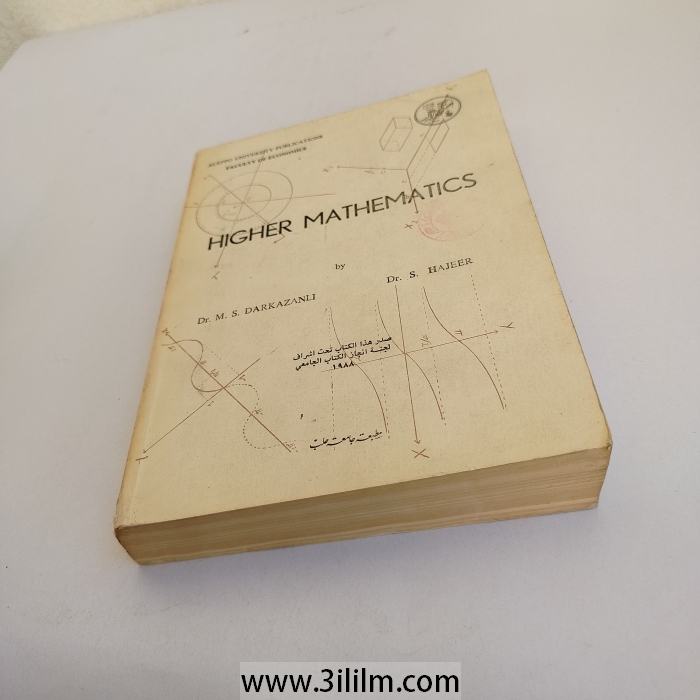 ALEPPO UNIVERSITY PUBLICATIONS
FACULTY OF ECONOMICS
HIGHER MATHEMATICS
by
Dr. M. S. DARKAZANLI
Dr. S. HAJEER
صدر هذا الكتاب تحت اشراف
لجنة انجاز الكتاب الجامعي
١٩٨٨
مطبعة جامعة حلب
Y
X
www.3ililm.com